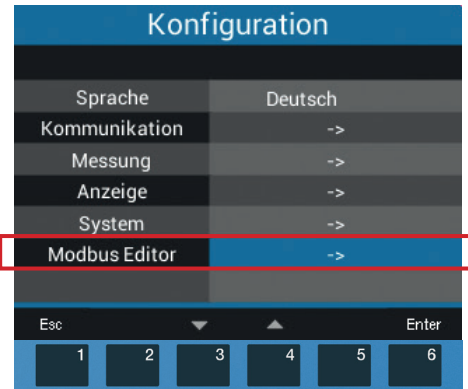 Konfiguration
Sprache Deutsch
Kommunikation ->
Messung ->
Anzeige ->
System ->
Modbus Editor ->
Esc Enter
1 2 3 4 5 6